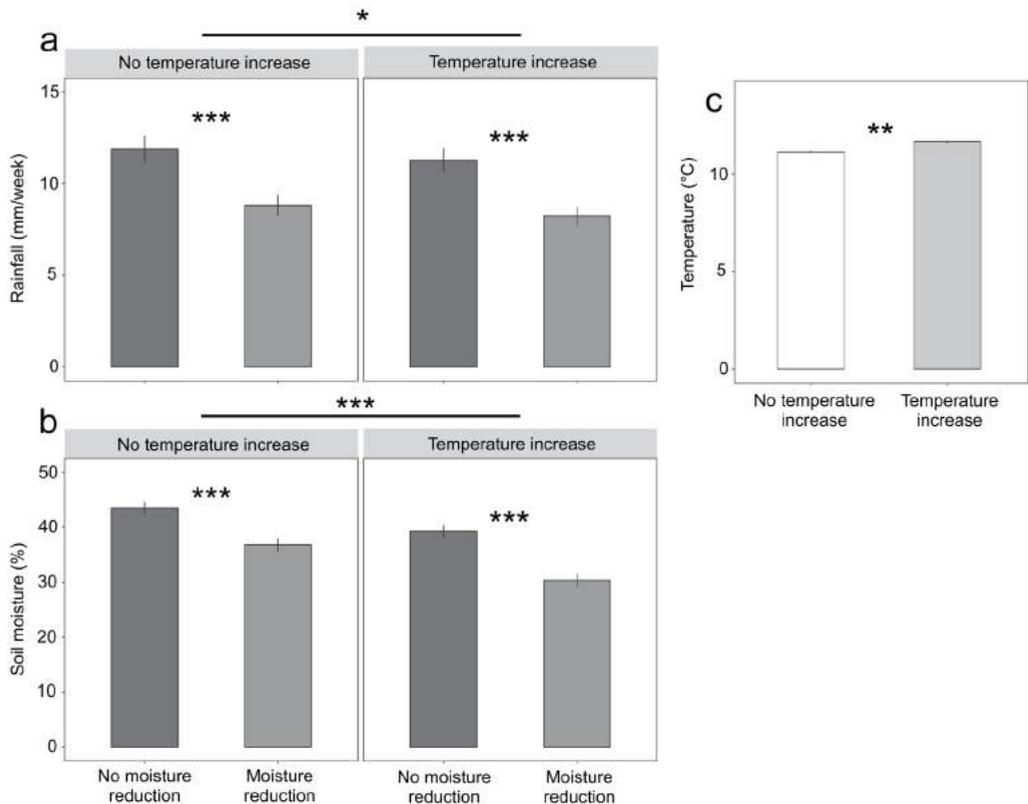 a
*
No temperature increase
Temperature increase
Rainfall (mm/week)
15
10
5
0
***
***
b
***
No temperature increase
Temperature increase
Soil moisture (%)
50
40
30
20
10
0
***
***
No moisture
reduction
Moisture
reduction
No moisture
reduction
Moisture
reduction
c
Temperature (°C)
10
5
0
**
No temperature
increase
Temperature
increase